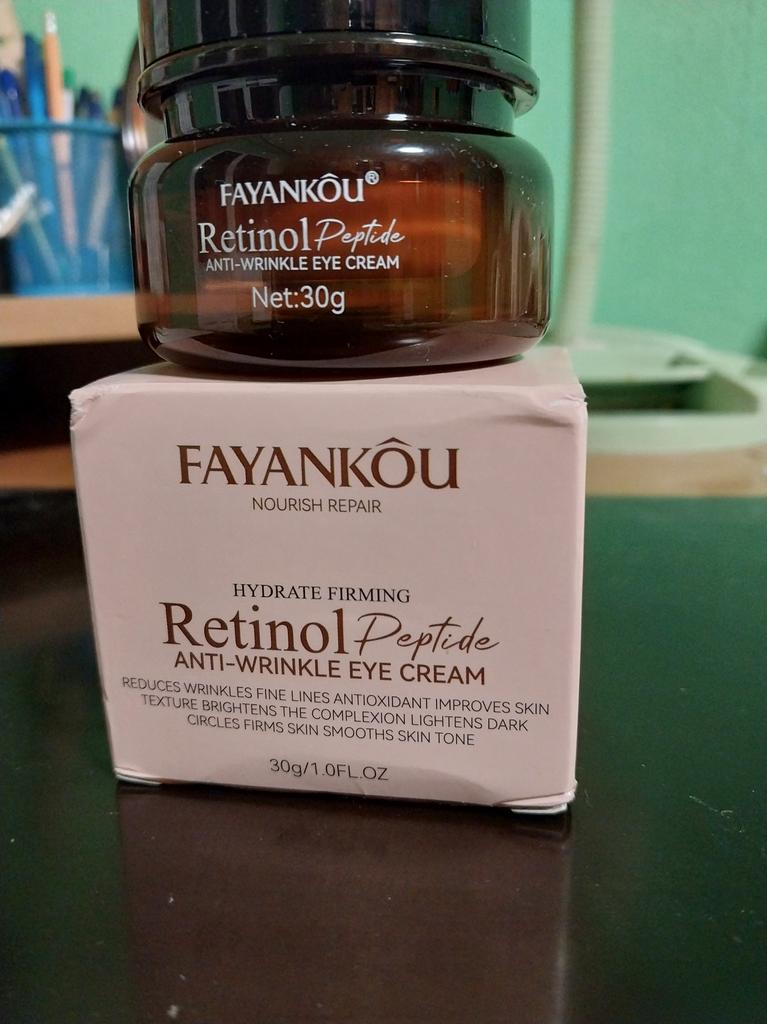 FAYANKÔU®
Retinol Peptide
ANTI-WRINKLE EYE CREAM
Net:30g
FAYANKÔU
NOURISH REPAIR
HYDRATE FIRMING
Retinol Peptide
ANTI-WRINKLE EYE CREAM
REDUCES WRINKLES FINE LINES ANTIOXIDANT IMPROVES SKIN
TEXTURE BRIGHTENS THE COMPLEXION LIGHTENS DARK
CIRCLES FIRMS SKIN SMOOTHS SKIN TONE
30g/1.0FL.OZ